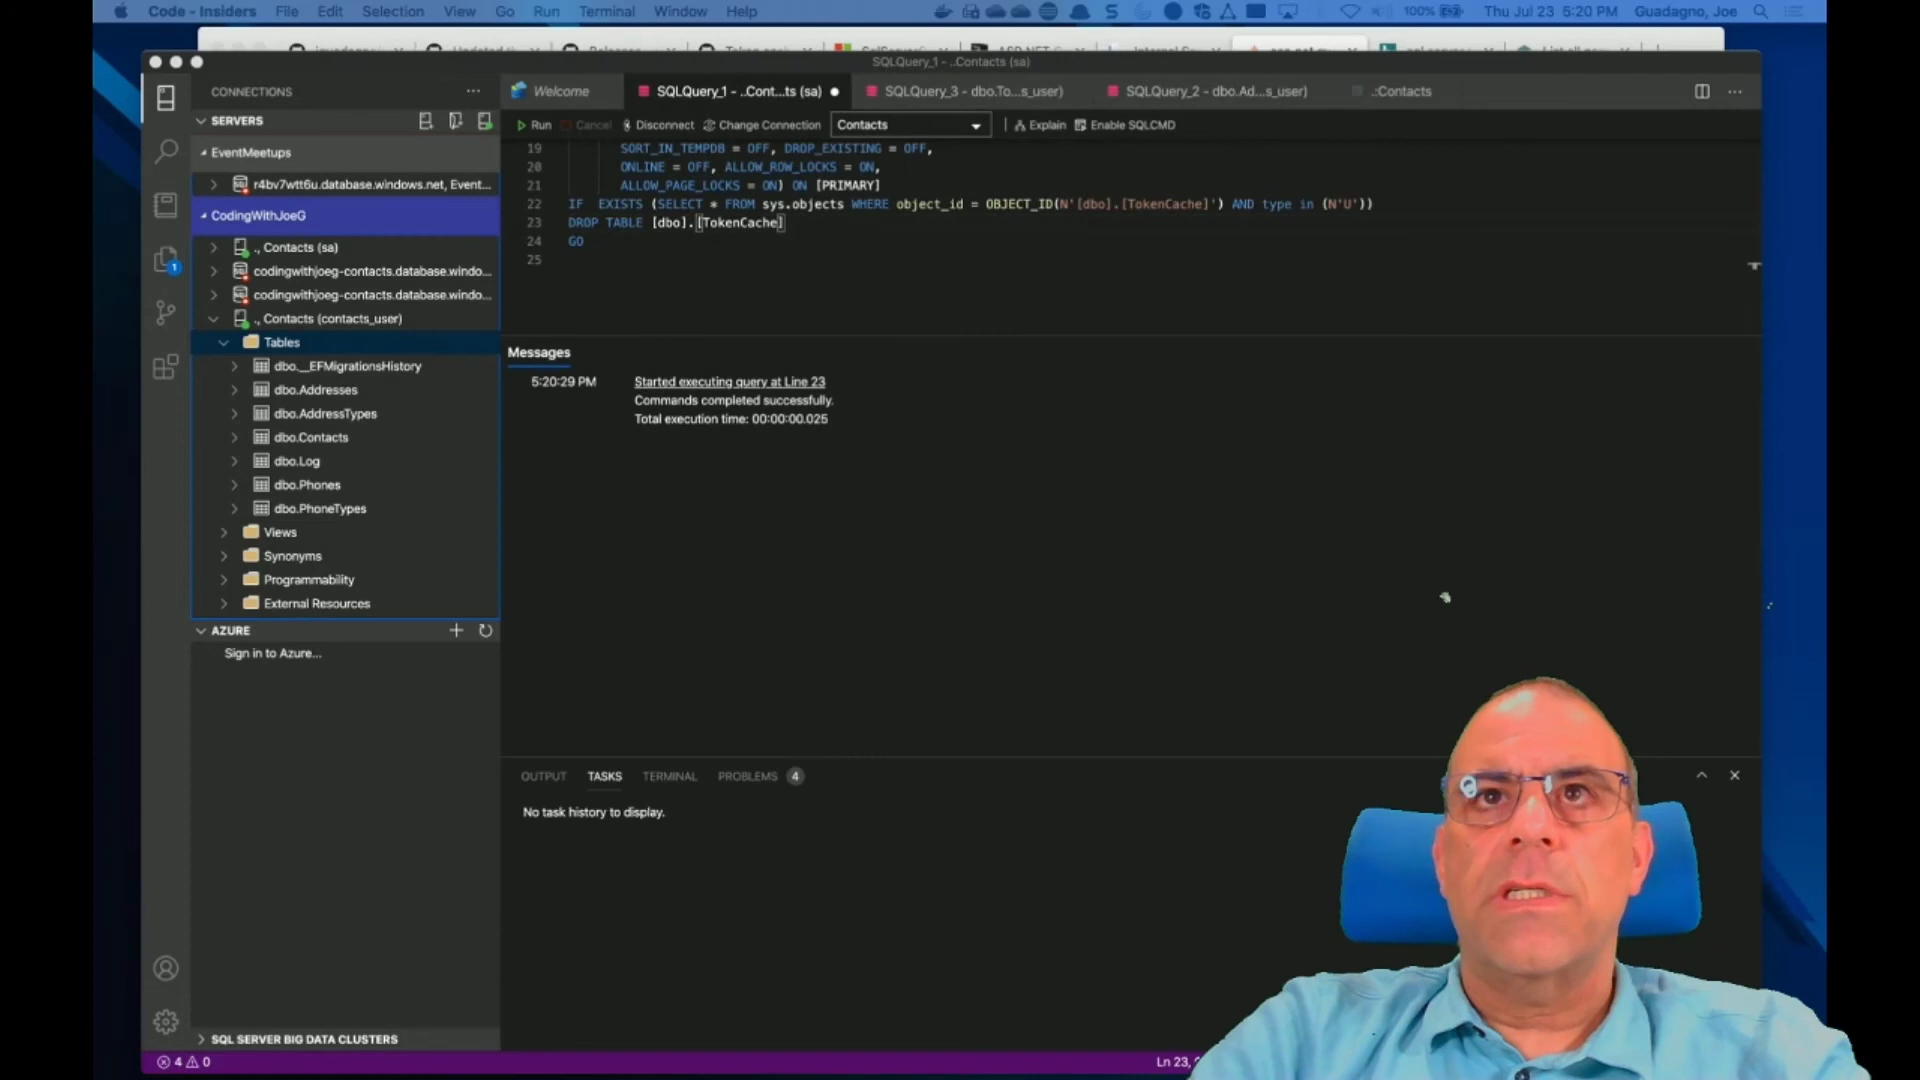 Code - Insiders File Edit Selection View Go Run Terminal Window Help 100% Thu Jul 23 5:20 PM Guadagno, Joe
SQLQuery_1 - ..Contacts (sa)
CONNECTIONS
Welcome
SQLQuery_1 - ..Cont...ts (sa)
SQLQuery_3 - dbo.To...s_user)
SQLQuery_2 - dbo.Ad...s_user)
.:Contacts
SERVERS
Run Cancel Disconnect Change Connection Contacts Explain Enable SQLCMD
EventMeetups
r4bv7wtt6u.database.windows.net, Event...
CodingWithJoeG
., Contacts (sa)
codingwithjoeg-contacts.database.windo...
codingwithjoeg-contacts.database.windo...
., Contacts (contacts_user)
Tables
dbo.__EFMigrationsHistory
dbo.Addresses
dbo.AddressTypes
dbo.Contacts
dbo.Log
dbo.Phones
dbo.PhoneTypes
Views
Synonyms
Programmability
External Resources
AZURE
Sign in to Azure...
SQL SERVER BIG DATA CLUSTERS
19 SORT_IN_TEMPDB = OFF, DROP_EXISTING = OFF,
20 ONLINE = OFF, ALLOW_ROW_LOCKS = ON,
21 ALLOW_PAGE_LOCKS = ON) ON [PRIMARY]
22 IF EXISTS (SELECT * FROM sys.objects WHERE object_id = OBJECT_ID(N'[dbo].[TokenCache]') AND type in (N'U'))
23 DROP TABLE [dbo].[TokenCache]
24 GO
25
Messages
5:20:29 PM Started executing query at Line 23
Commands completed successfully.
Total execution time: 00:00:00.025
OUTPUT TASKS TERMINAL PROBLEMS 4
No task history to display.
4 0
Ln 23,